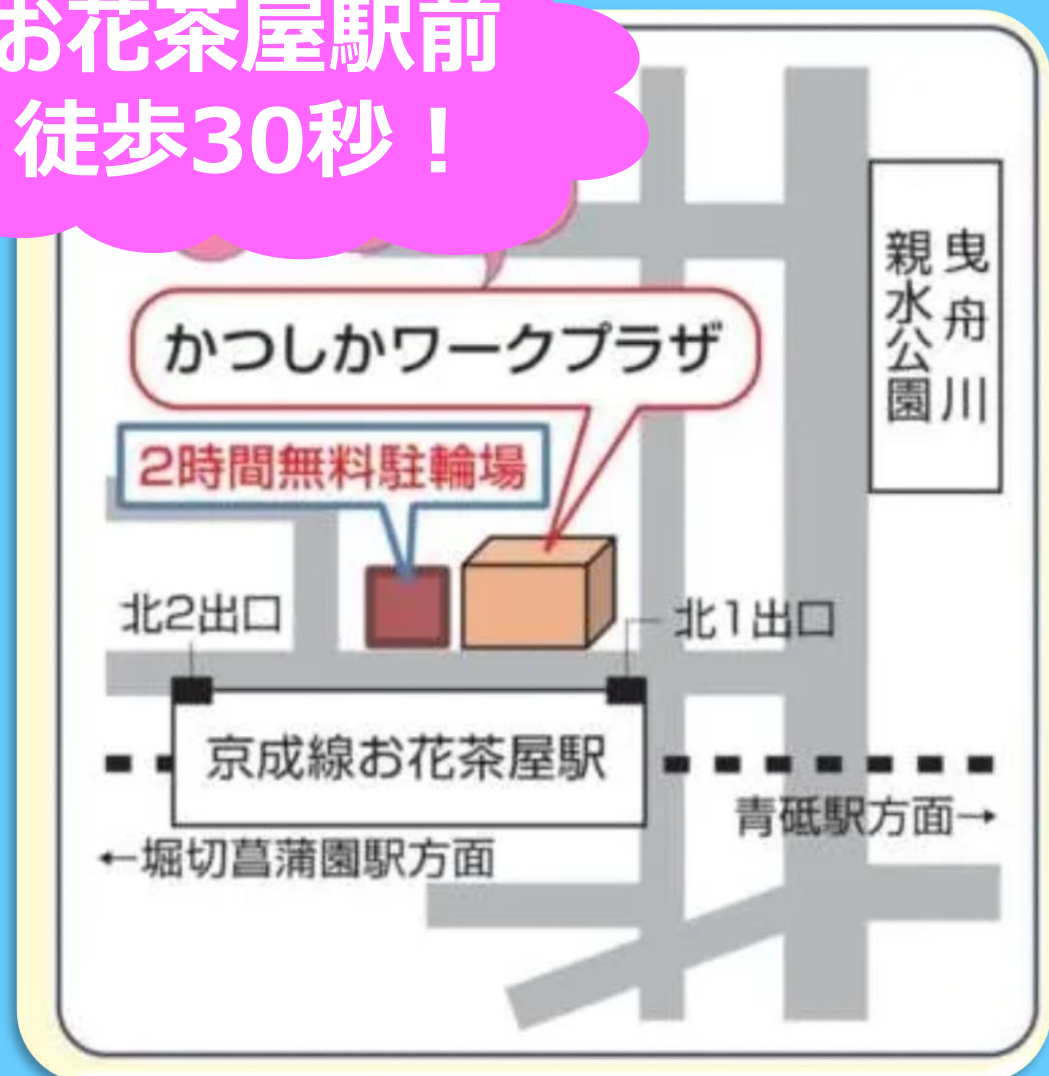 お花茶屋駅前
徒歩30秒！
曳舟川
親水公園
かつしかワークプラザ
2時間無料駐輪場
北2出口
北1出口
京成線お花茶屋駅
青砥駅方面→
←堀切菖蒲園駅方面